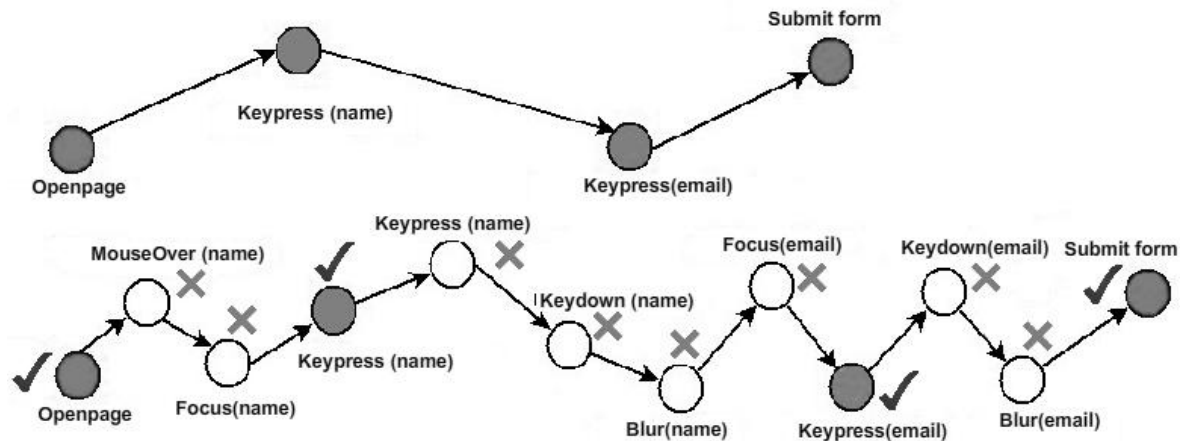 Submit form
Keypress (name)
Openpage
Keypress(email)
Keypress (name)
MouseOver (name)
Focus(email)
Keydown(email)
Submit form
Keydown (name)
Keypress (name)
Openpage
Focus(name)
Blur(name)
Keypress(email)
Blur(email)